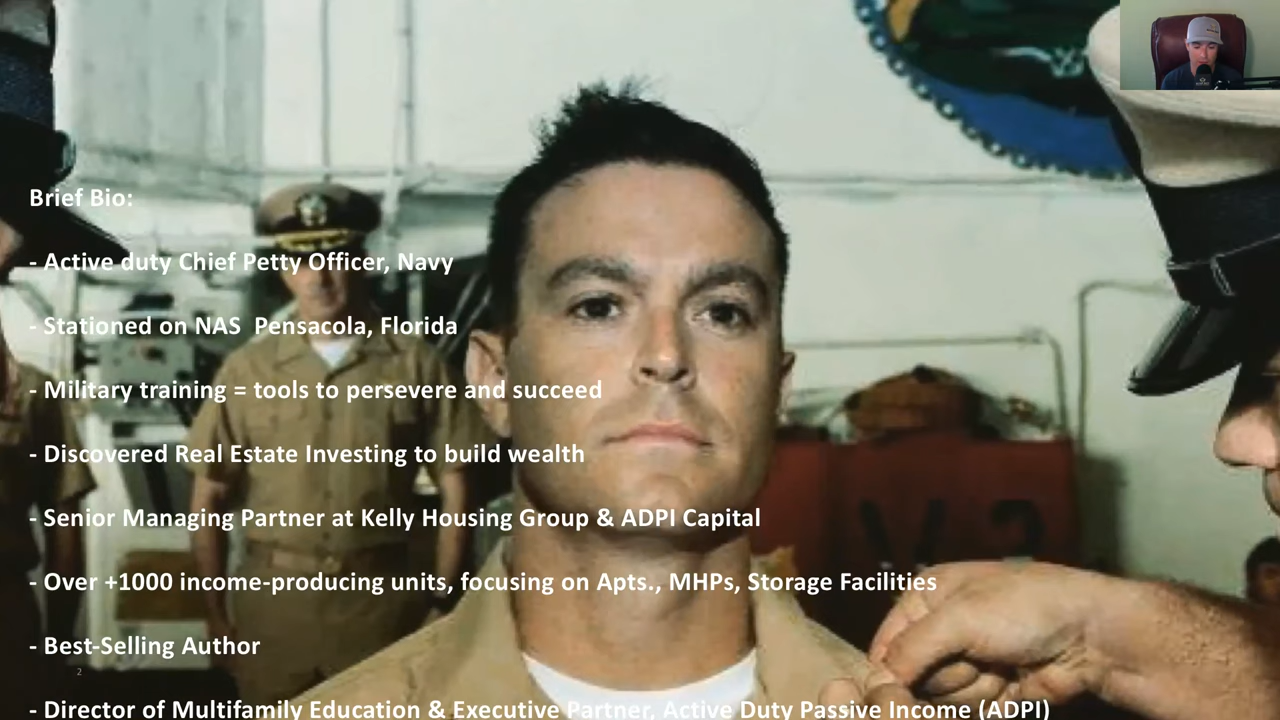 Brief Bio:
- Active duty Chief Petty Officer, Navy
- Stationed on NAS  Pensacola, Florida
- Military training = tools to persevere and succeed
- Discovered Real Estate Investing to build wealth
- Senior Managing Partner at Kelly Housing Group & ADPI Capital
- Over +1000 income-producing units, focusing on Apts., MHPs, Storage Facilities
- Best-Selling Author
2
- Director of Multifamily Education & Executive Partner, Active Duty Passive Income (ADPI)